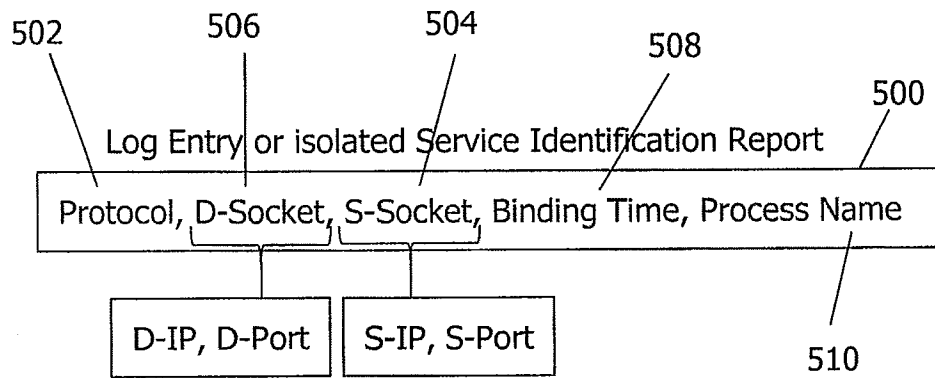 502
506
504
508
500
Log Entry or isolated Service Identification Report
Protocol, D-Socket, S-Socket, Binding Time, Process Name
D-IP, D-Port
S-IP, S-Port
510